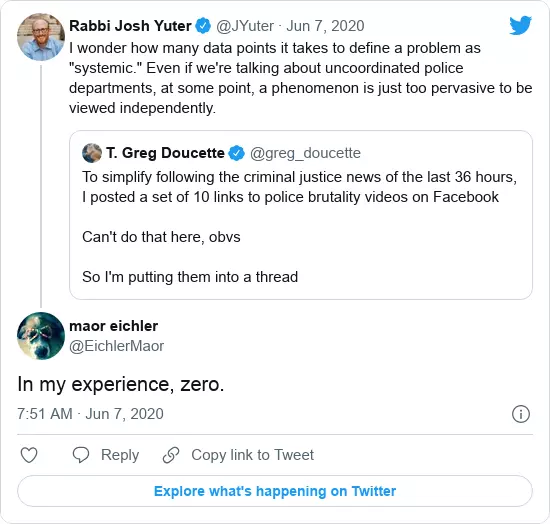 Rabbi Josh Yuter @JYuter · Jun 7, 2020
I wonder how many data points it takes to define a problem as
"systemic." Even if we're talking about uncoordinated police
departments, at some point, a phenomenon is just too pervasive to be
viewed independently.
T. Greg Doucette @greg_doucette
To simplify following the criminal justice news of the last 36 hours,
I posted a set of 10 links to police brutality videos on Facebook
Can't do that here, obvs
So I'm putting them into a thread
maor eichler
@EichlerMaor
In my experience, zero.
7:51 AM · Jun 7, 2020
Reply Copy link to Tweet
Explore what's happening on Twitter